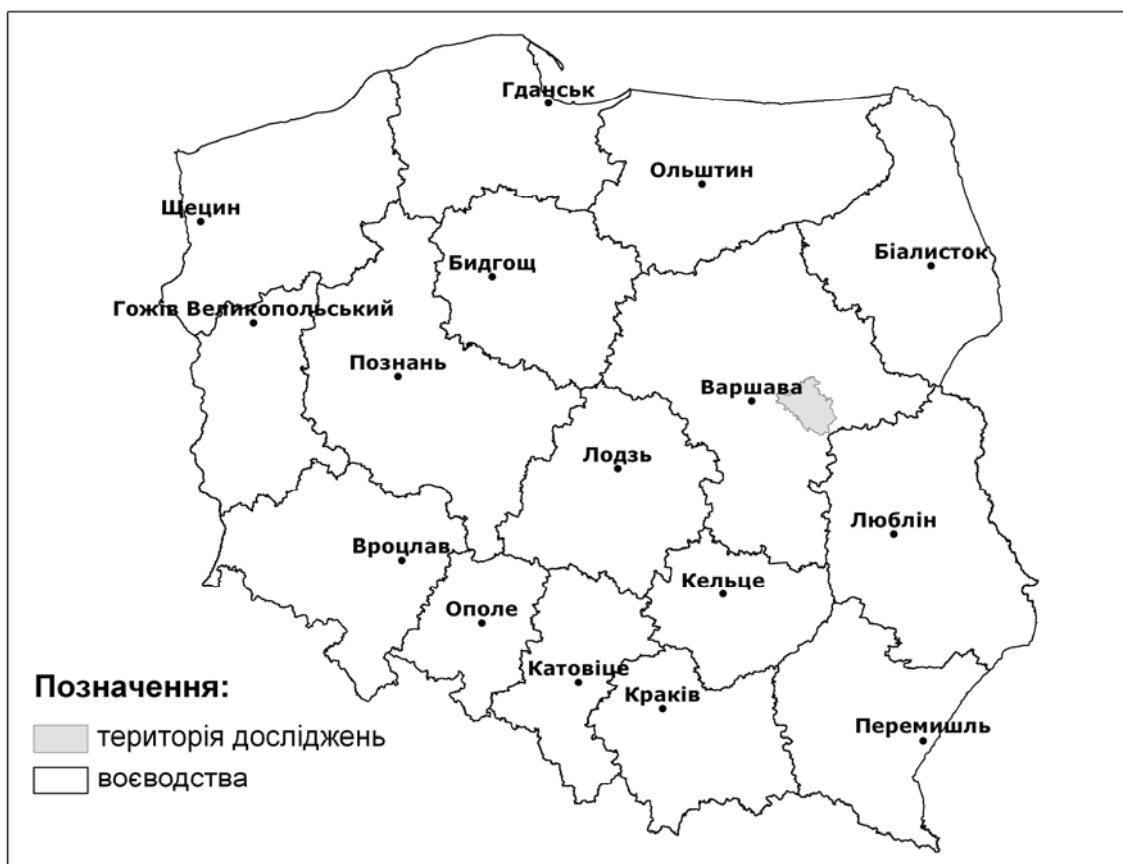 Гданськ
Ольштин
Щецин
Біалисток
Бидгощ
Гожів Великопольський
Познань
Варшава
Лодзь
Люблін
Вроцлав
Кельце
Ополе
Катовіце
Краків
Перемишль
Позначення:
територія досліджень
воєводства